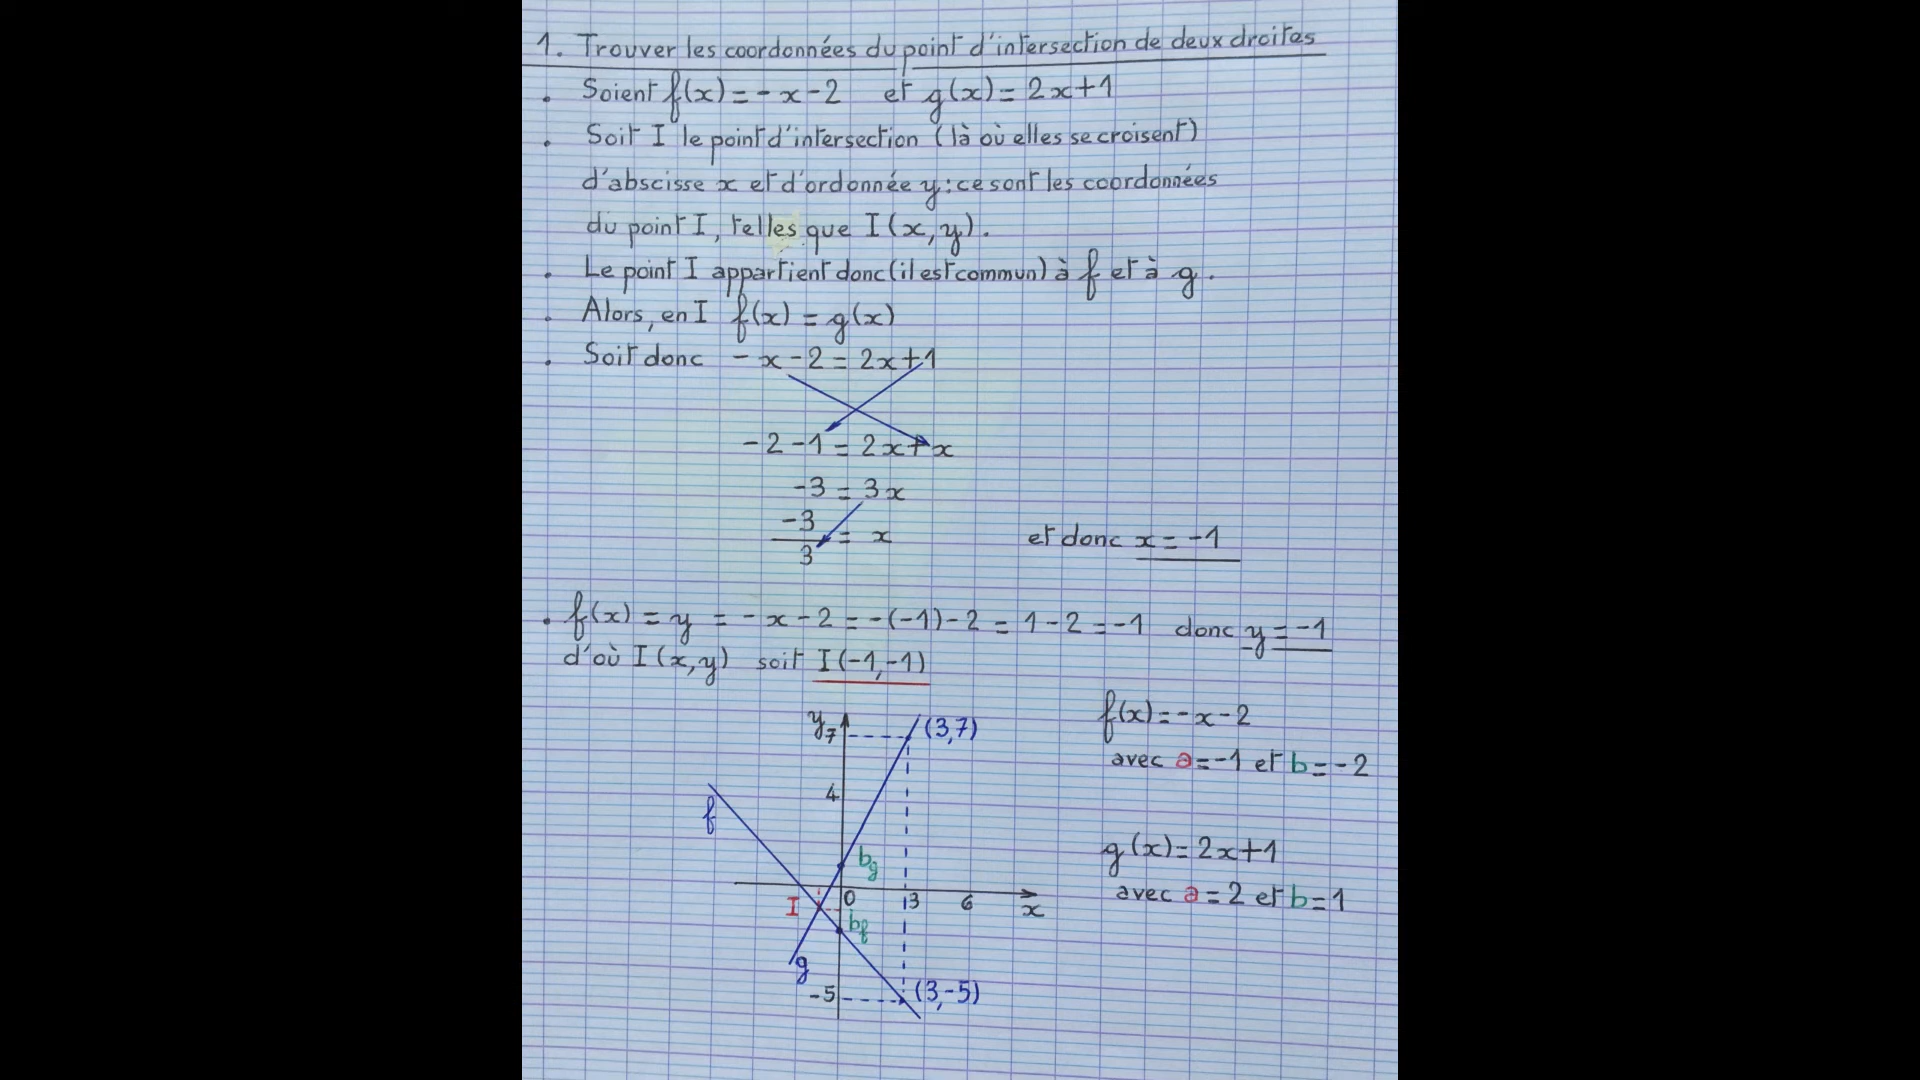 1. Trouver les coordonnées du point d'intersection de deux droites
. Soient f(x) = - x - 2 et g(x) = 2x+1
. Soit I le point d'intersection (là où elles se croisent)
d'abscisse x et d'ordonnée y : ce sont les coordonnées
du point I, telles que I(x,y).
. Le point I appartient donc (il est commun) à f et à g.
. Alors, en I f(x) = g(x)
. Soit donc - x - 2 = 2x+1
-2-1 = 2x+x
-3 = 3x
-3/3 = x et donc x = -1
. f(x) = y = - x - 2 = -(-1)-2 = 1-2 = -1 donc y = -1
d'où I(x,y) soit I(-1,-1)
f(x) = -x-2
avec a=-1 et b=-2
g(x) = 2x+1
avec a=2 et b=1
y
7
(3,7)
4
f
bg
0
3
6
x
I
bf
g
-5
(3,-5)